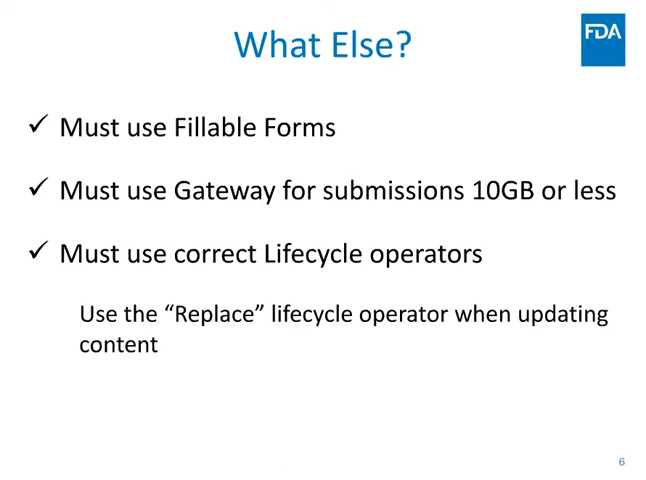 What Else?
FDA
✓ Must use Fillable Forms
✓ Must use Gateway for submissions 10GB or less
✓ Must use correct Lifecycle operators
Use the “Replace” lifecycle operator when updating
content
6